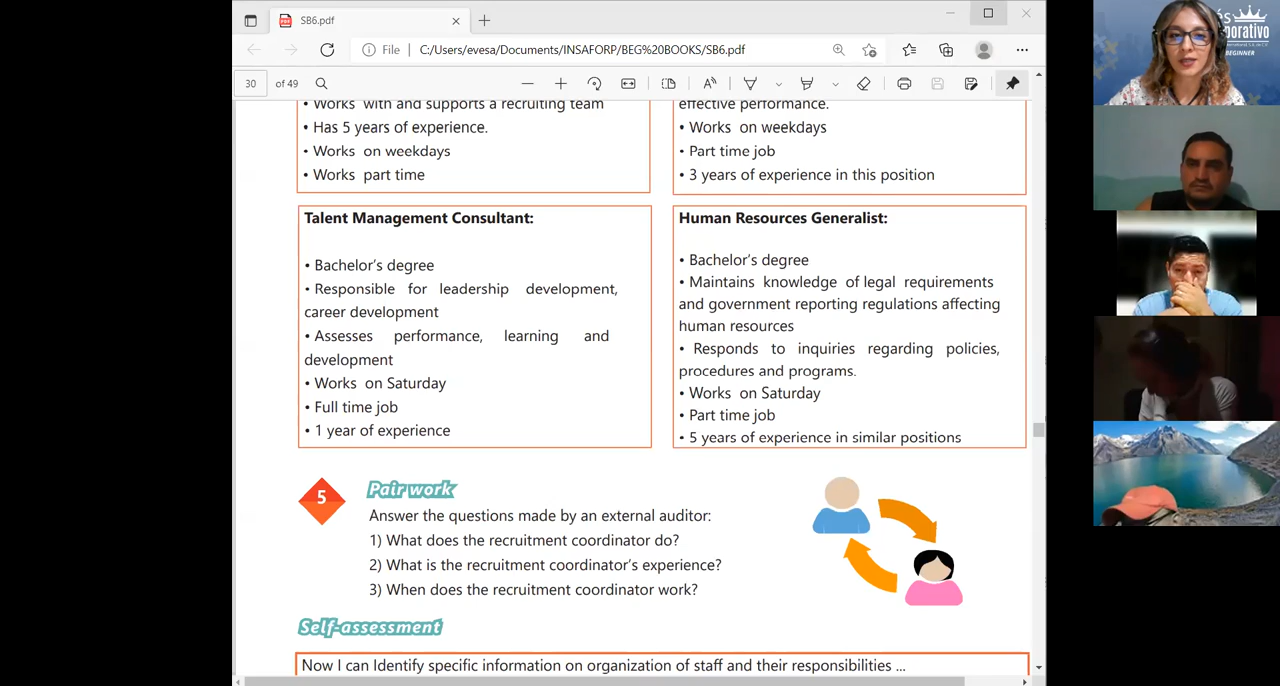 SB6.pdf
File
C:/Users/evesa/Documents/INSAFORP/BEG%20BOOKS/SB6.pdf
30 of 49
• Works with and supports a recruiting team
• Has 5 years of experience.
• Works on weekdays
• Works part time
effective performance.
• Works on weekdays
• Part time job
• 3 years of experience in this position
Talent Management Consultant:
• Bachelor's degree
• Responsible for leadership development,
career development
• Assesses performance, learning and
development
• Works on Saturday
• Full time job
• 1 year of experience
Human Resources Generalist:
• Bachelor's degree
• Maintains knowledge of legal requirements
and government reporting regulations affecting
human resources
• Responds to inquiries regarding policies,
procedures and programs.
• Works on Saturday
• Part time job
• 5 years of experience in similar positions
5
Pair work
Answer the questions made by an external auditor:
1) What does the recruitment coordinator do?
2) What is the recruitment coordinator's experience?
3) When does the recruitment coordinator work?
Self-assessment
Now I can Identify specific information on organization of staff and their responsibilities ...
BEGINNER